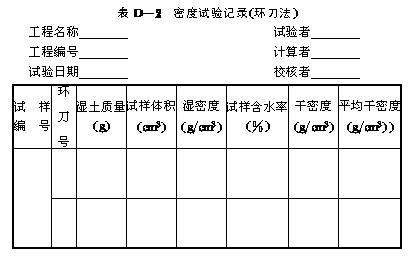 表 D—2 密度试验记录(环刀法)
工程名称________ 试验者________
工程编号________ 计算者________
试验日期________ 校核者________
试样编号 环刀号 湿土质量(g) 试样体积(cm³) 湿密度(g/cm³) 试样含水率(%) 干密度(g/cm³) 平均干密度(g/cm³))